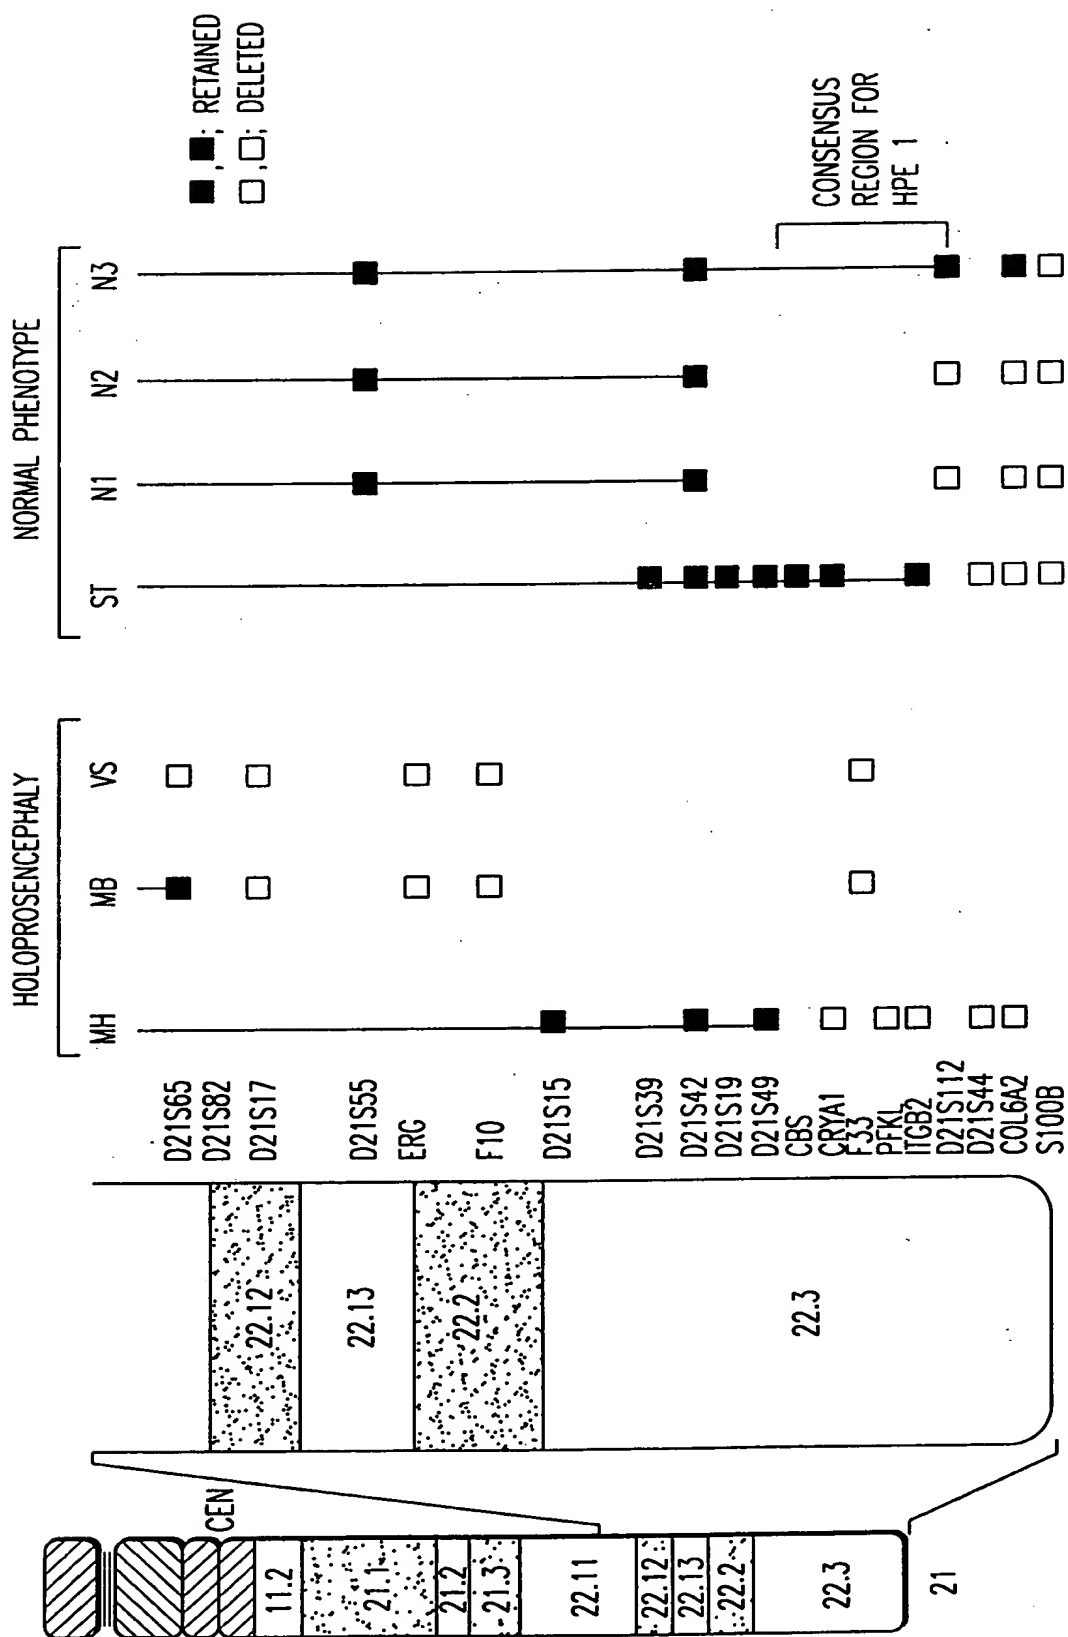 HOLOPROSENCEPHALY
NORMAL PHENOTYPE
MH
MB
VS
ST
N1
N2
N3
■,■; RETAINED
□,□; DELETED
D21S65
D21S82
D21S17
D21S55
ERG
F10
D21S15
D21S39
D21S42
D21S19
D21S49
CBS
CRYA1
F33
PFKL
ITGB2
D21S112
D21S44
COL6A2
S100B
CONSENSUS
REGION FOR
HPE 1
22.12
22.13
22.2
22.3
CEN
11.2
21.1
21.2
21.3
22.11
22.12
22.13
22.2
22.3
21